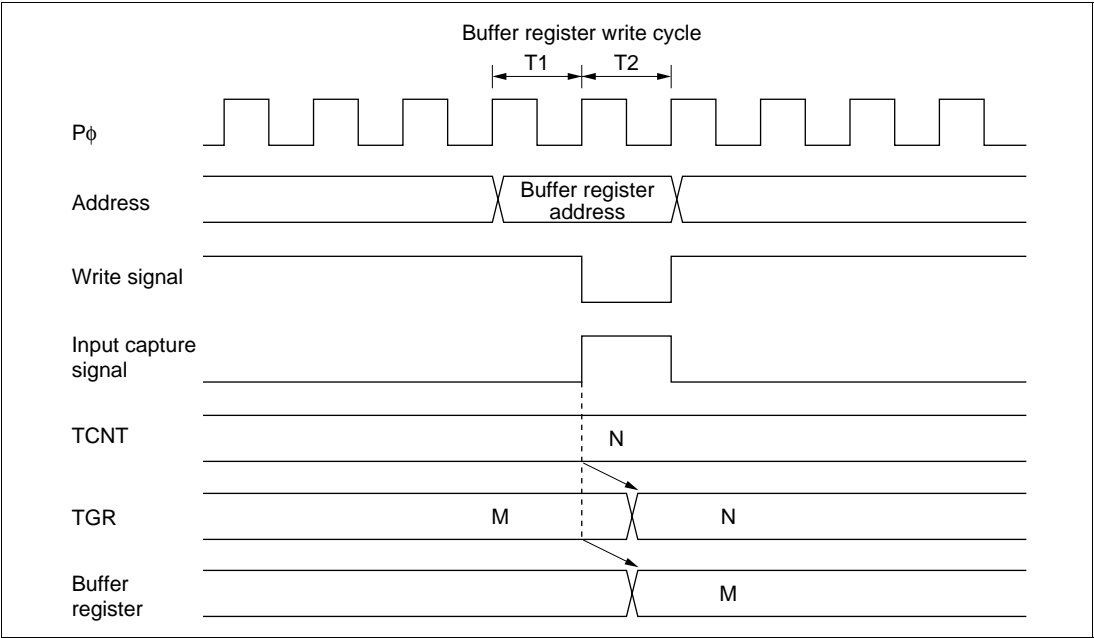 Buffer register write cycle
T1 T2
Pϕ
Address
Buffer register
address
Write signal
Input capture
signal
TCNT
N
TGR
M N
Buffer
register
M